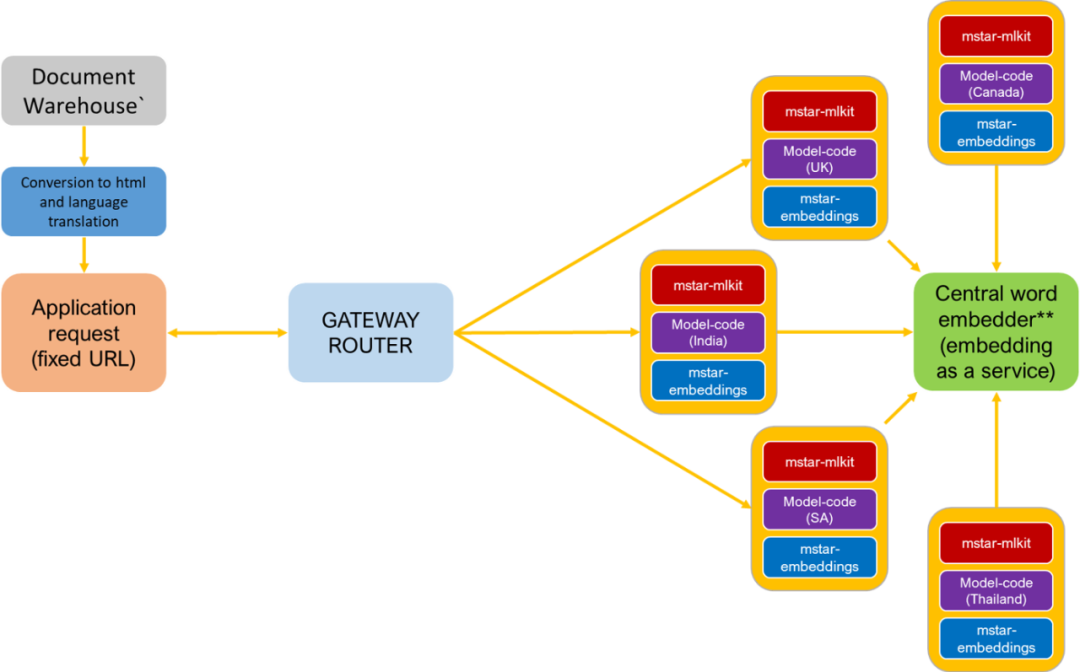 Document
Warehouse`
Conversion to html
and language
translation
Application
request
(fixed URL)
GATEWAY
ROUTER
mstar-mlkit
Model-code
(UK)
mstar-
embeddings
mstar-mlkit
Model-code
(India)
mstar-
embeddings
mstar-mlkit
Model-code
(SA)
mstar-
embeddings
mstar-mlkit
Model-code
(Canada)
mstar-
embeddings
Central word
embedder**
(embedding
as a service)
mstar-mlkit
Model-code
(Thailand)
mstar-
embeddings